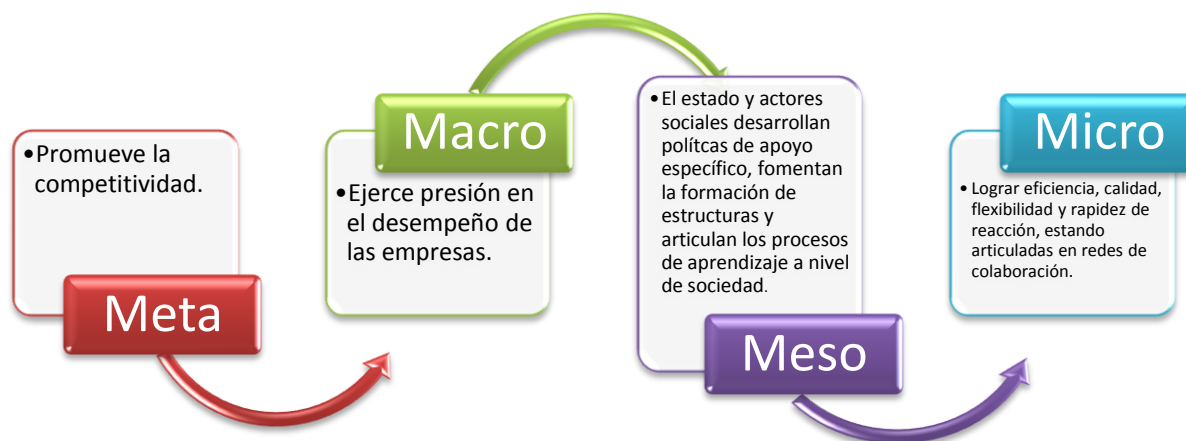 •Promueve la
competitividad.
Meta
Macro
•Ejerce presión en
el desempeño de
las empresas.
•El estado y actores
sociales desarrollan
polítcas de apoyo
específico, fomentan
la formación de
estructuras y
articulan los procesos
de aprendizaje a nivel
de sociedad.
Meso
Micro
• Lograr eficiencia, calidad,
flexibilidad y rapidez de
reacción, estando
articuladas en redes de
colaboración.